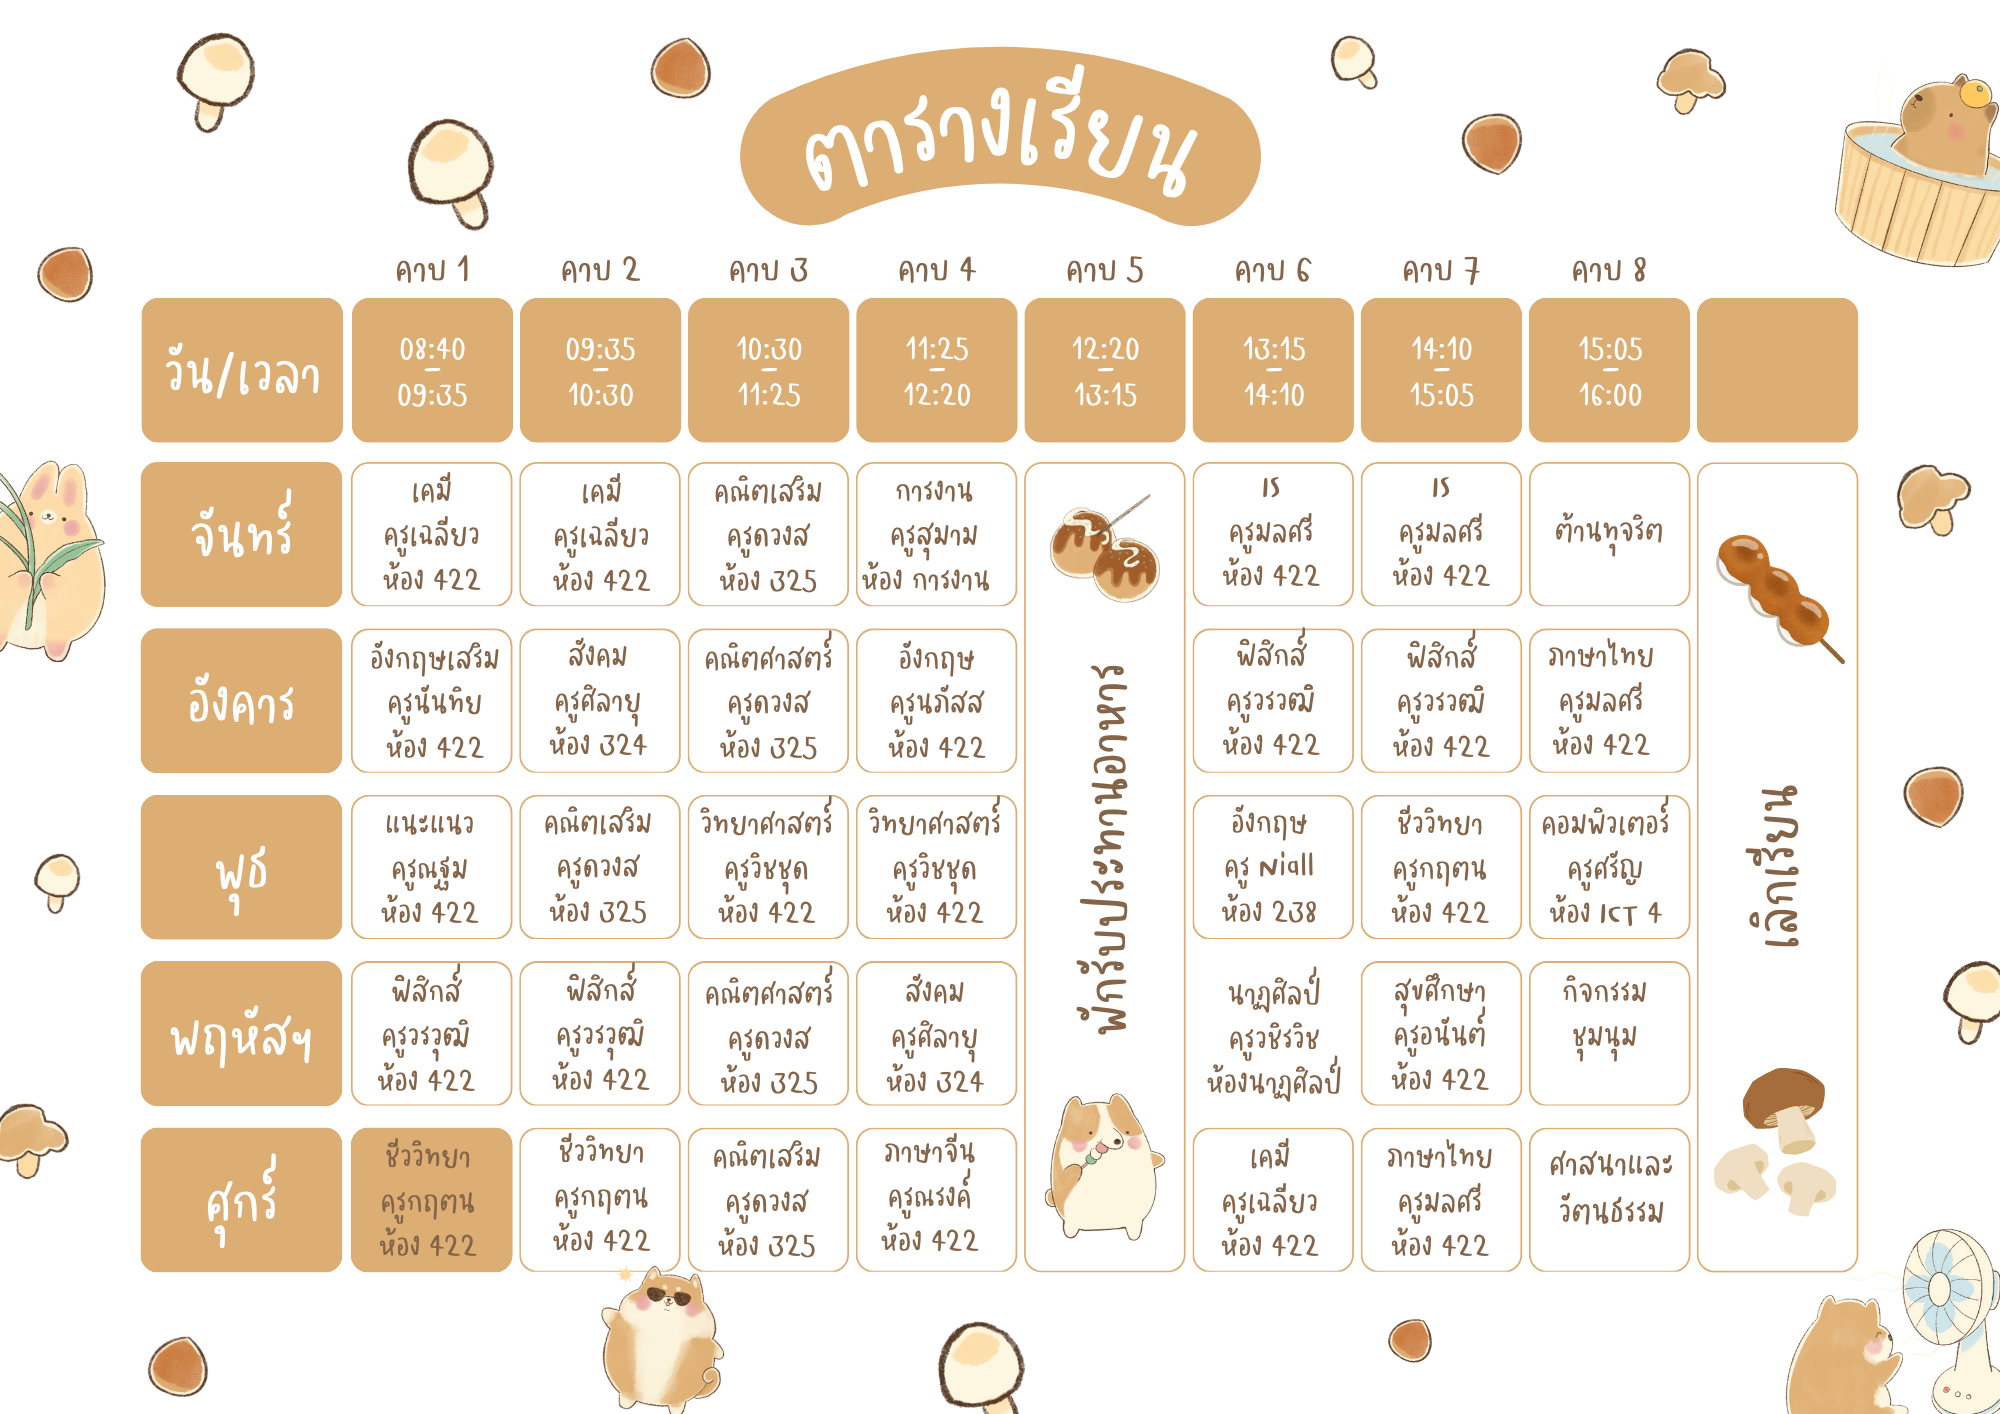 ตารางเรียน
คาบ 1
คาบ 2
คาบ 3
คาบ 4
คาบ 5
คาบ 6
คาบ 7
คาบ 8
วัน/เวลา
08:40
–
09:35
09:35
–
10:30
10:30
–
11:25
11:25
–
12:20
12:20
–
13:15
13:15
–
14:10
14:10
–
15:05
15:05
–
16:00
จันทร์
เคมี
ครูเฉลียว
ห้อง 422
เคมี
ครูเฉลียว
ห้อง 422
คณิตเสริม
ครูดวงส
ห้อง 325
การงาน
ครูสุมาม
ห้อง การงาน
พักรับประทานอาหาร
IS
ครูมลศรี
ห้อง 422
IS
ครูมลศรี
ห้อง 422
ต้านทุจริต
เลิกเรียน
อังคาร
อังกฤษเสริม
ครูนันทิย
ห้อง 422
สังคม
ครูศิลายุ
ห้อง 324
คณิตศาสตร์
ครูดวงส
ห้อง 325
อังกฤษ
ครูนภัสส
ห้อง 422
ฟิสิกส์
ครูวรวุฒิ
ห้อง 422
ฟิสิกส์
ครูวรวุฒิ
ห้อง 422
ภาษาไทย
ครูมลศรี
ห้อง 422
พุธ
แนะแนว
ครูณฐม
ห้อง 422
คณิตเสริม
ครูดวงส
ห้อง 325
วิทยาศาสตร์
ครูวิชชุด
ห้อง 422
วิทยาศาสตร์
ครูวิชชุด
ห้อง 422
อังกฤษ
ครู Niall
ห้อง 238
ชีววิทยา
ครูกฤตน
ห้อง 422
คอมพิวเตอร์
ครูศรัญ
ห้อง ICT 4
พฤหัสฯ
ฟิสิกส์
ครูวรวุฒิ
ห้อง 422
ฟิสิกส์
ครูวรวุฒิ
ห้อง 422
คณิตศาสตร์
ครูดวงส
ห้อง 325
สังคม
ครูศิลายุ
ห้อง 324
นาฏศิลป์
ครูวชิรวิช
ห้องนาฏศิลป์
สุขศึกษา
ครูอนันต์
ห้อง 422
กิจกรรม
ชุมนุม
ศุกร์
ชีววิทยา
ครูกฤตน
ห้อง 422
ชีววิทยา
ครูกฤตน
ห้อง 422
คณิตเสริม
ครูดวงส
ห้อง 325
ภาษาจีน
ครูณรงค์
ห้อง 422
เคมี
ครูเฉลียว
ห้อง 422
ภาษาไทย
ครูมลศรี
ห้อง 422
ศาสนาและ
วัตนธรรม